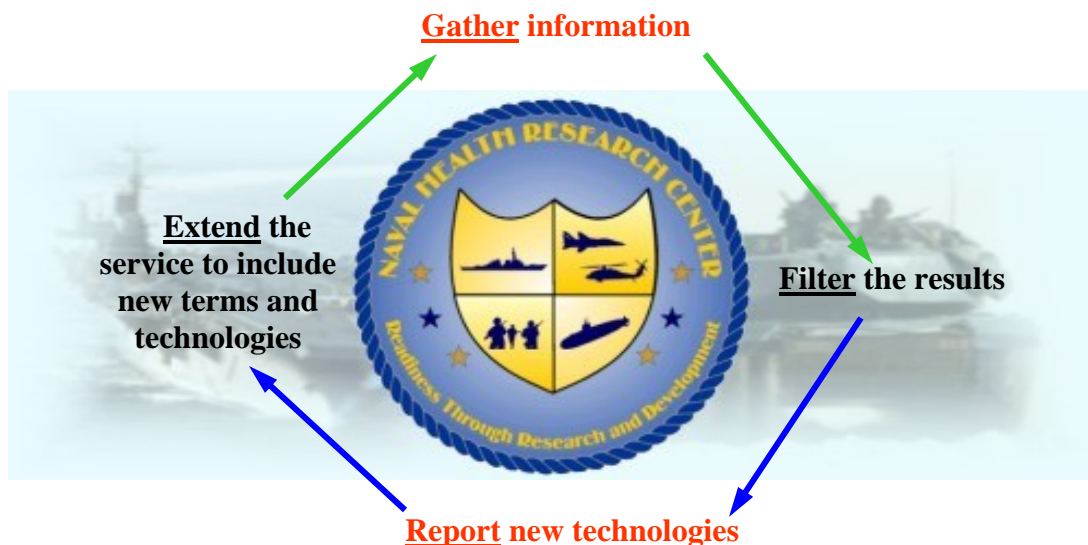 Gather information
NAVAL HEALTH RESEARCH CENTER
Extend the
service to include
new terms and
technologies
Filter the results
Readiness Through Research and Development
Report new technologies